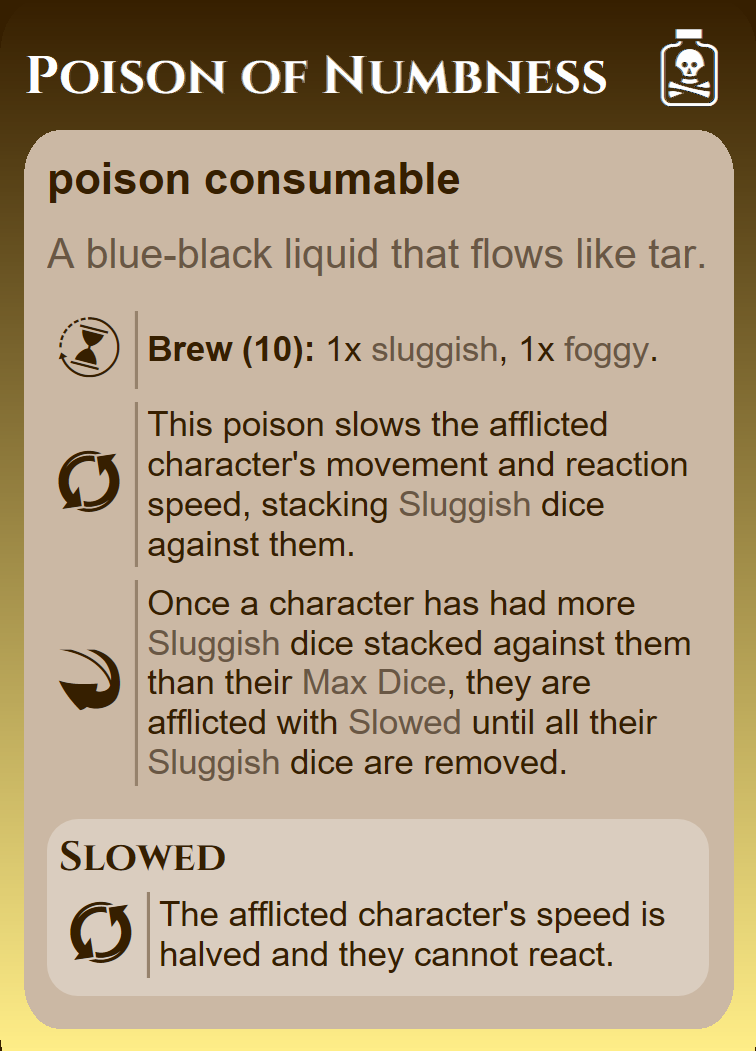 Poison of Numbness
poison consumable
A blue-black liquid that flows like tar.
Brew (10): 1x sluggish, 1x foggy.
This poison slows the afflicted
character's movement and reaction
speed, stacking Sluggish dice
against them.
Once a character has had more
Sluggish dice stacked against them
than their Max Dice, they are
afflicted with Slowed until all their
Sluggish dice are removed.
Slowed
The afflicted character's speed is
halved and they cannot react.